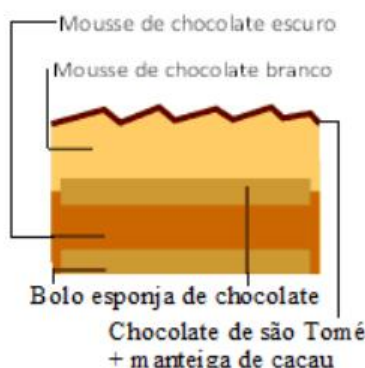 Mousse de chocolate escuro
Mousse de chocolate branco
Bolo esponja de chocolate
Chocolate de são Tomé
+ manteiga de cacau